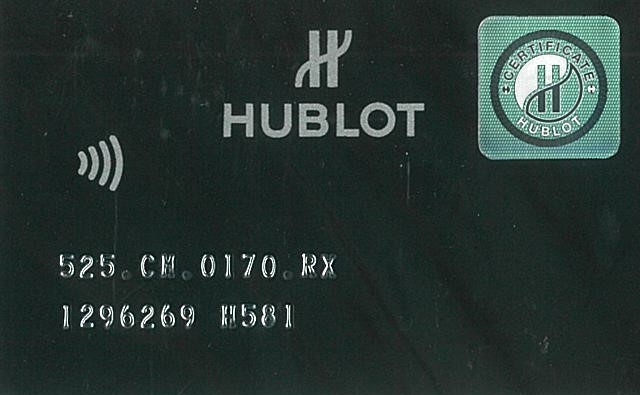 HUBLOT
CERTIFICATE
HUBLOT
525.CM.0170.RX
1296269 H581